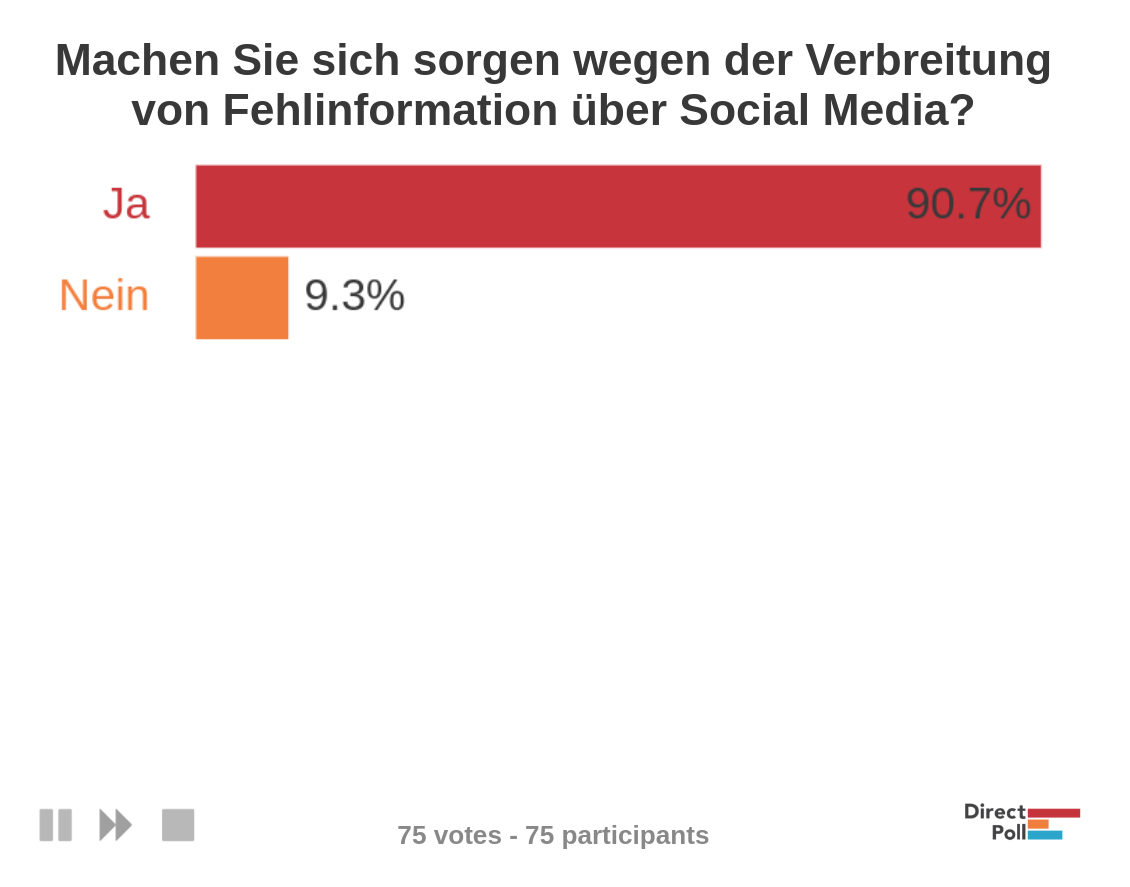 Machen Sie sich sorgen wegen der Verbreitung
von Fehlinformation über Social Media?
Ja 90.7%
Nein 9.3%
75 votes - 75 participants
Direct
Poll